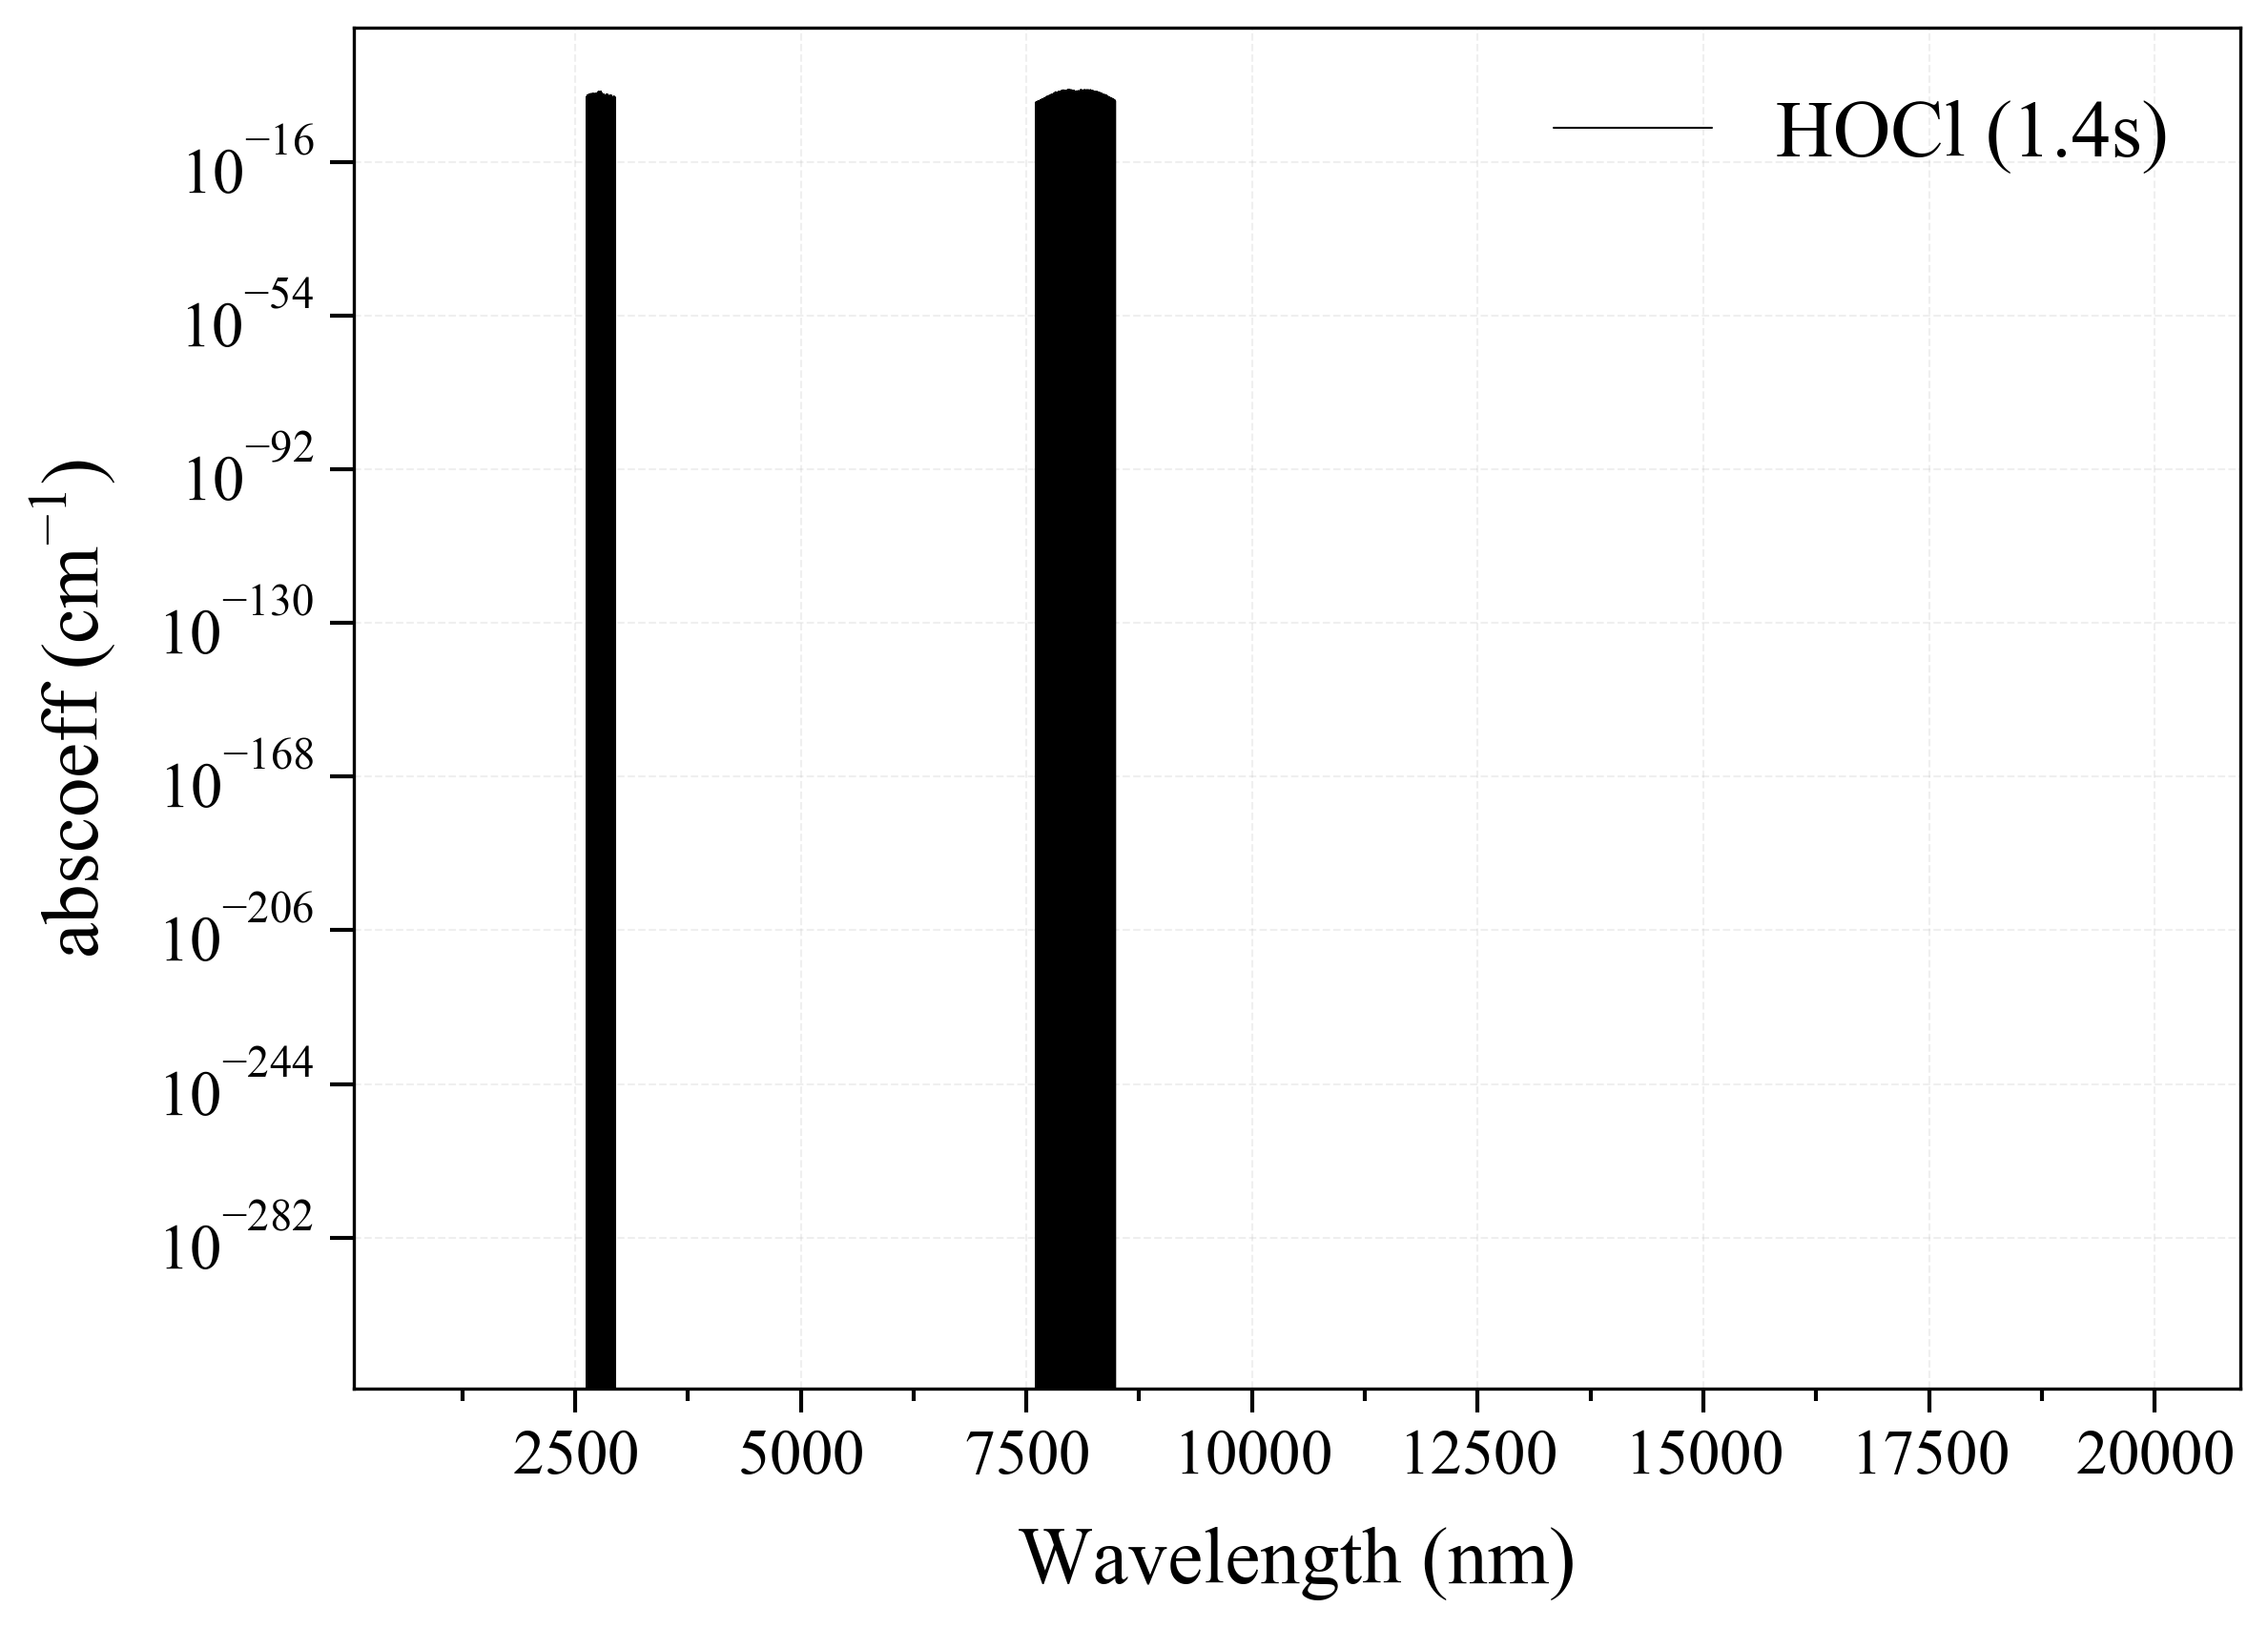 HOCl (1.4s)
10⁻¹⁶
10⁻⁵⁴
10⁻⁹²
10⁻¹³⁰
10⁻¹⁶⁸
10⁻²⁰⁶
10⁻²⁴⁴
10⁻²⁸²
abscoeff (cm⁻¹)
2500 5000 7500 10000 12500 15000 17500 20000
Wavelength (nm)